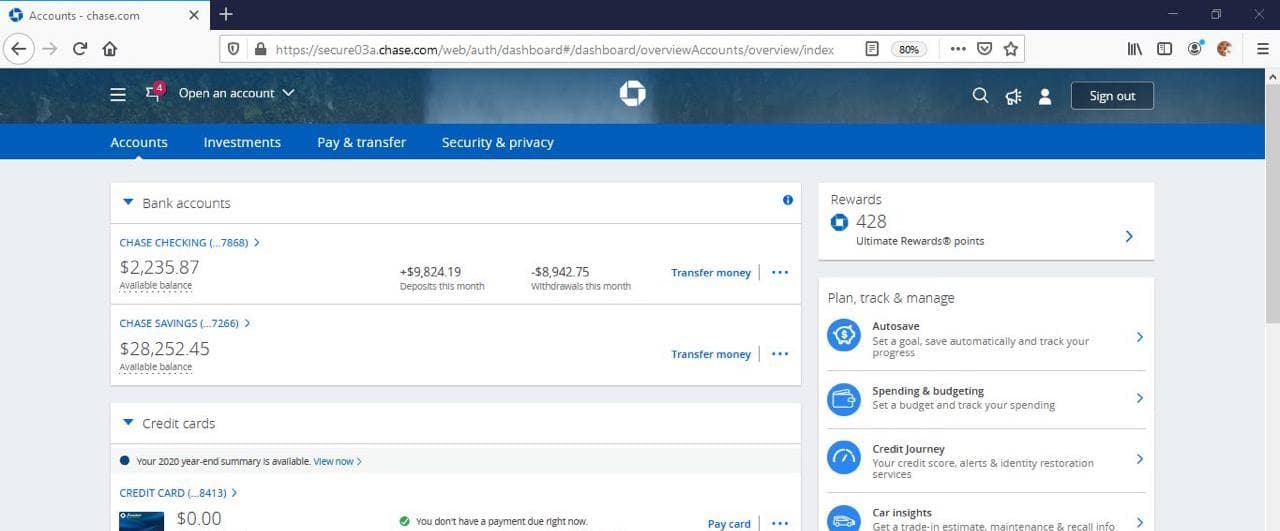 Accounts - chase.com
https://secure03a.chase.com/web/auth/dashboard#/dashboard/overviewAccounts/overview/index
80%
4
Open an account
Sign out
Accounts
Investments
Pay & transfer
Security & privacy
Bank accounts
CHASE CHECKING (...7868)
$2,235.87
Available balance
+$9,824.19
Deposits this month
-$8,942.75
Withdrawals this month
Transfer money
CHASE SAVINGS (...7266)
$28,252.45
Available balance
Transfer money
Credit cards
Your 2020 year-end summary is available. View now
CREDIT CARD (...8413)
$0.00
You don't have a payment due right now.
Pay card
Rewards
428
Ultimate Rewards® points
Plan, track & manage
Autosave
Set a goal, save automatically and track your
progress
Spending & budgeting
Set a budget and track your spending
Credit Journey
Your credit score, alerts & identity restoration
services
Car insights
Get a trade-in estimate, maintenance & recall info